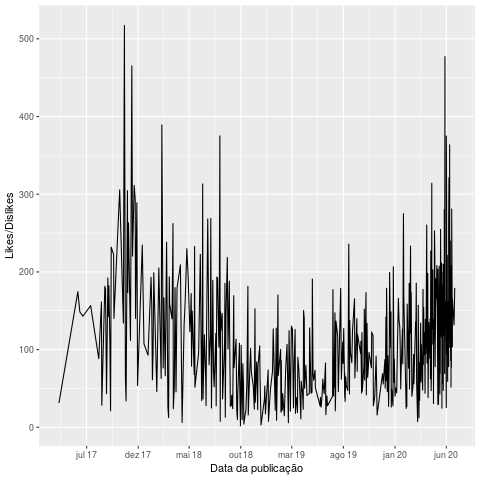 Likes/Dislikes
500
400
300
200
100
0
jul 17 dez 17 mai 18 out 18 mar 19 ago 19 jan 20 jun 20
Data da publicação